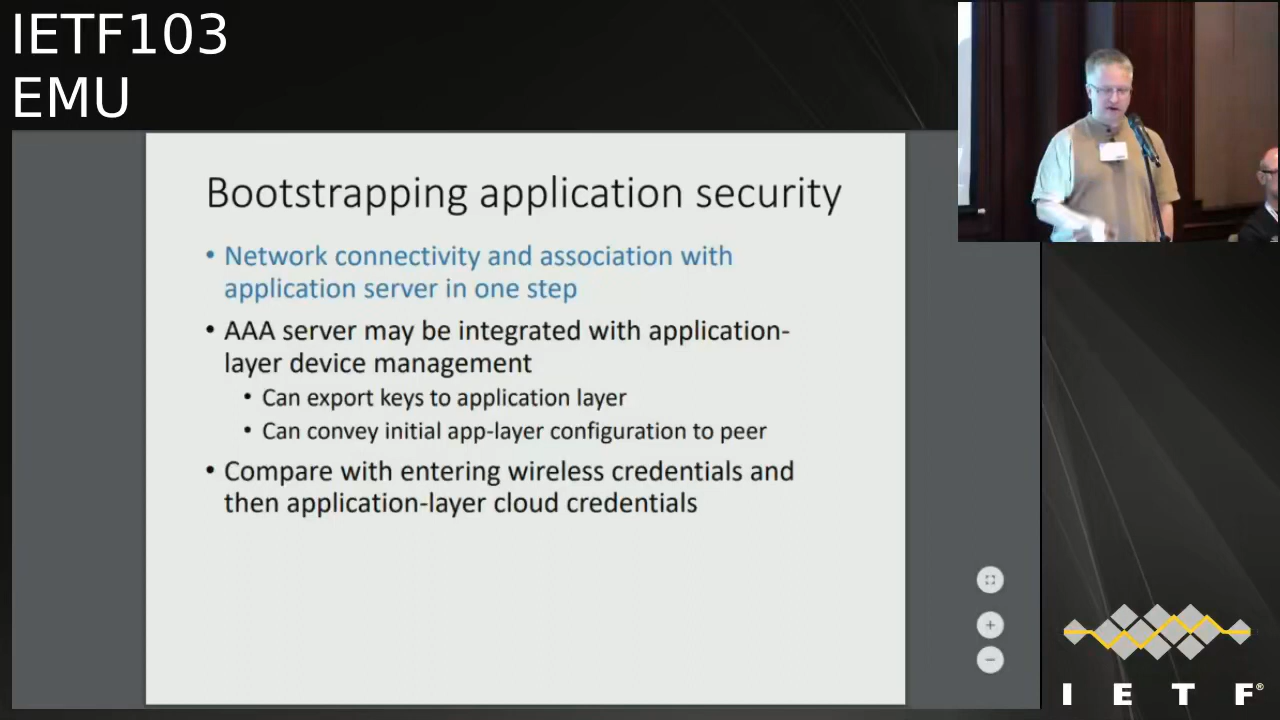 IETF103
EMU
Bootstrapping application security
• Network connectivity and association with
application server in one step
• AAA server may be integrated with application-
layer device management
• Can export keys to application layer
• Can convey initial app-layer configuration to peer
• Compare with entering wireless credentials and
then application-layer cloud credentials
I E T F®